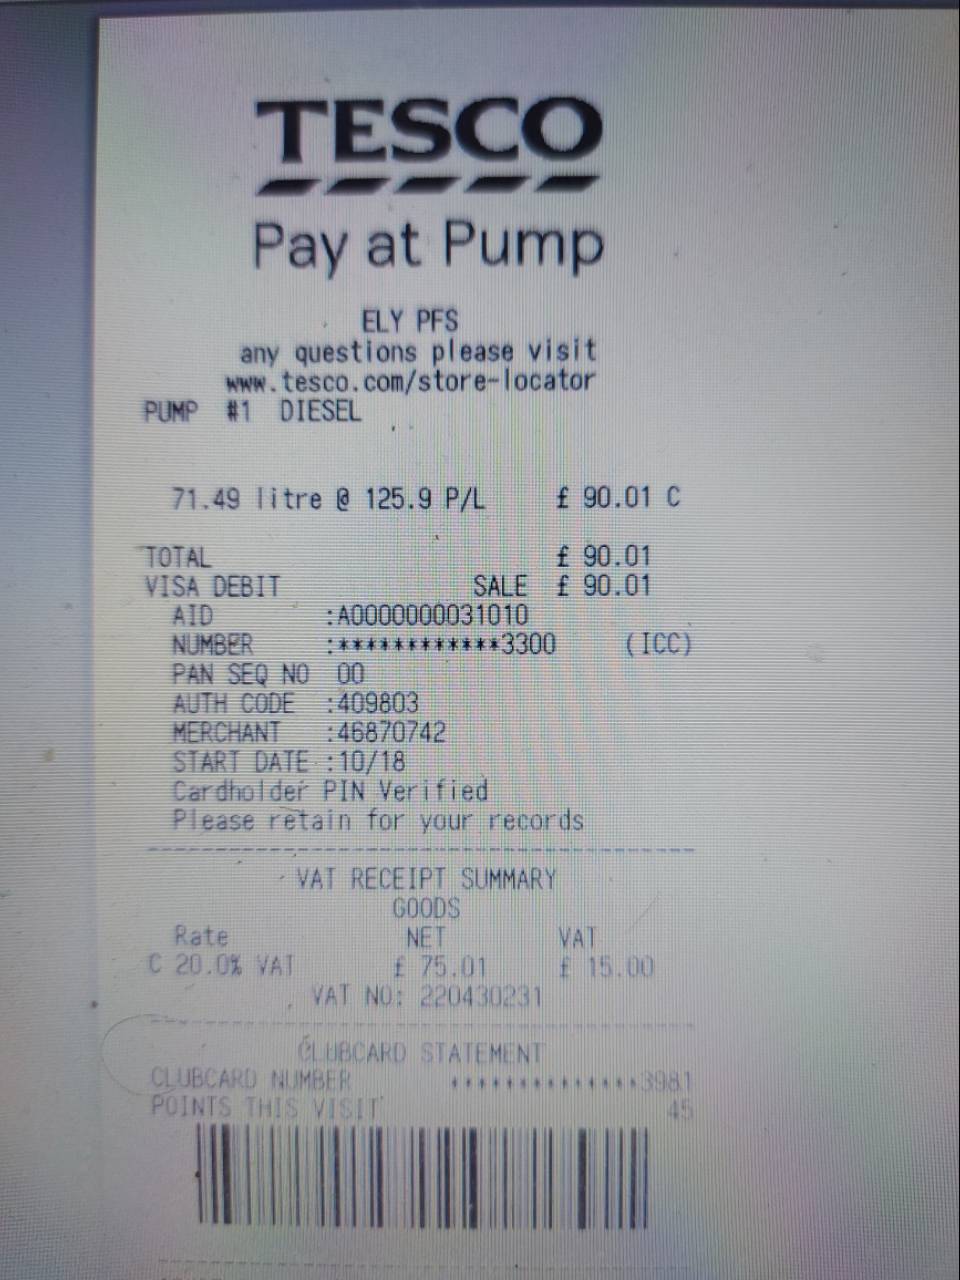 TESCO
Pay at Pump
ELY PFS
any questions please visit
www.tesco.com/store-locator
PUMP #1 DIESEL
71.49 litre @ 125.9 P/L £ 90.01 C
TOTAL £ 90.01
VISA DEBIT SALE £ 90.01
AID :A0000000031010
NUMBER :************3300 (ICC)
PAN SEQ NO 00
AUTH CODE :409803
MERCHANT :46870742
START DATE :10/18
Cardholder PIN Verified
Please retain for your records
VAT RECEIPT SUMMARY
GOODS
Rate NET VAT
C 20.0% VAT £ 75.01 £ 15.00
VAT NO: 220430231
CLUBCARD STATEMENT
CLUBCARD NUMBER **************3981
POINTS THIS VISIT 45